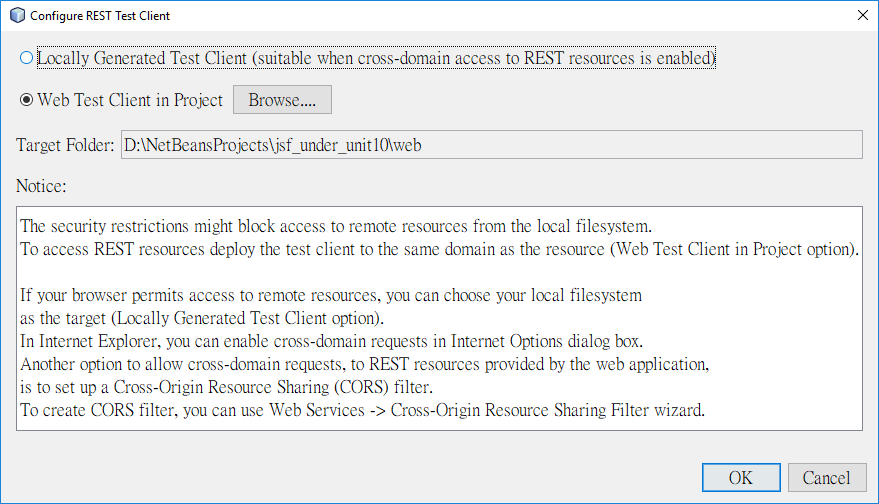 Configure REST Test Client
Locally Generated Test Client (suitable when cross-domain access to REST resources is enabled)
Web Test Client in Project Browse....
Target Folder: D:\NetBeansProjects\jsf_under_unit10\web
Notice:
The security restrictions might block access to remote resources from the local filesystem.
To access REST resources deploy the test client to the same domain as the resource (Web Test Client in Project option).
If your browser permits access to remote resources, you can choose your local filesystem
as the target (Locally Generated Test Client option).
In Internet Explorer, you can enable cross-domain requests in Internet Options dialog box.
Another option to allow cross-domain requests, to REST resources provided by the web application,
is to set up a Cross-Origin Resource Sharing (CORS) filter.
To create CORS filter, you can use Web Services -> Cross-Origin Resource Sharing Filter wizard.
OK Cancel